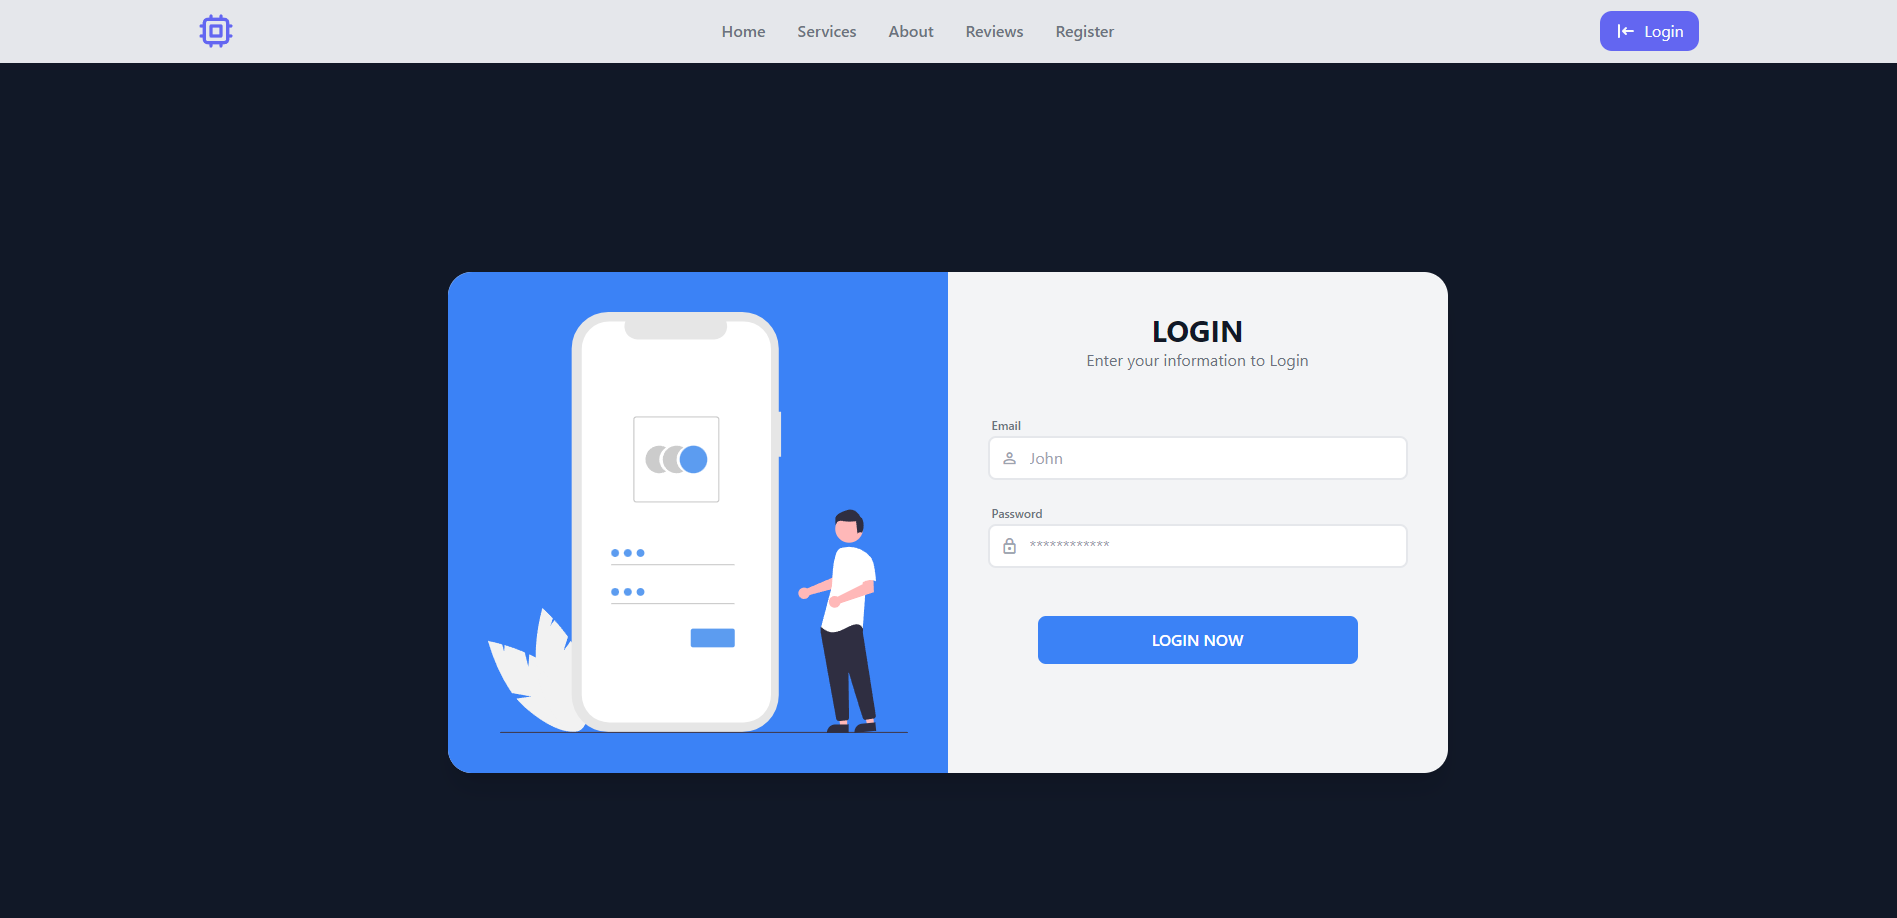 Home Services About Reviews Register Login
LOGIN
Enter your information to Login
Email
John
Password
************
LOGIN NOW